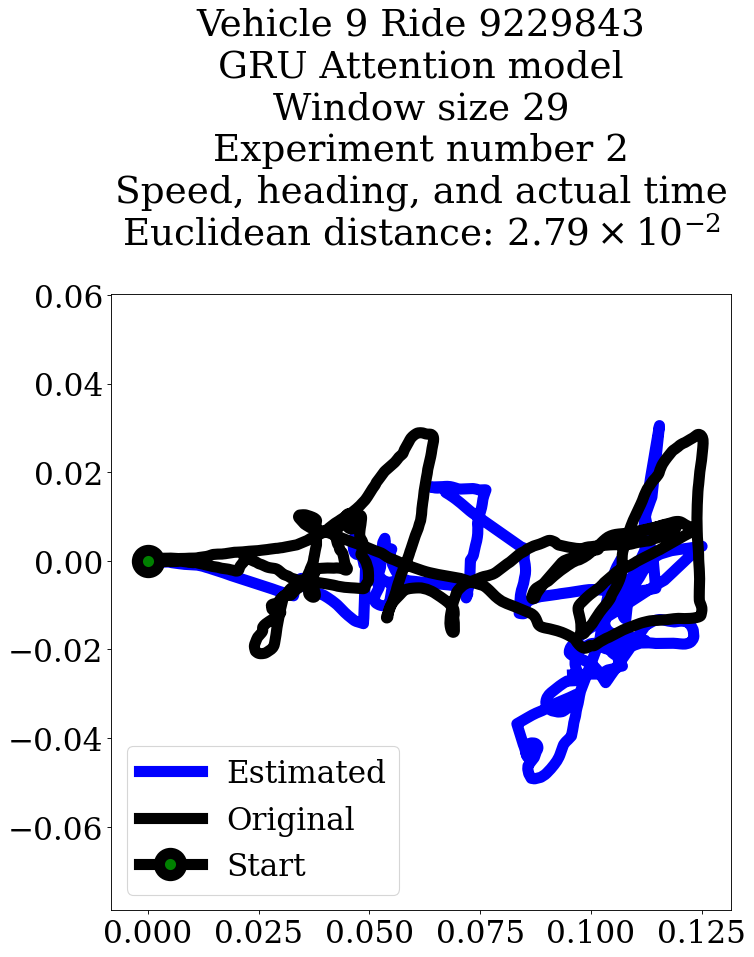 Vehicle 9 Ride 9229843
GRU Attention model
Window size 29
Experiment number 2
Speed, heading, and actual time
Euclidean distance: 2.79 × 10⁻²
0.06
0.04
0.02
0.00
−0.02
−0.04
−0.06
Estimated
Original
Start
0.000 0.025 0.050 0.075 0.100 0.125